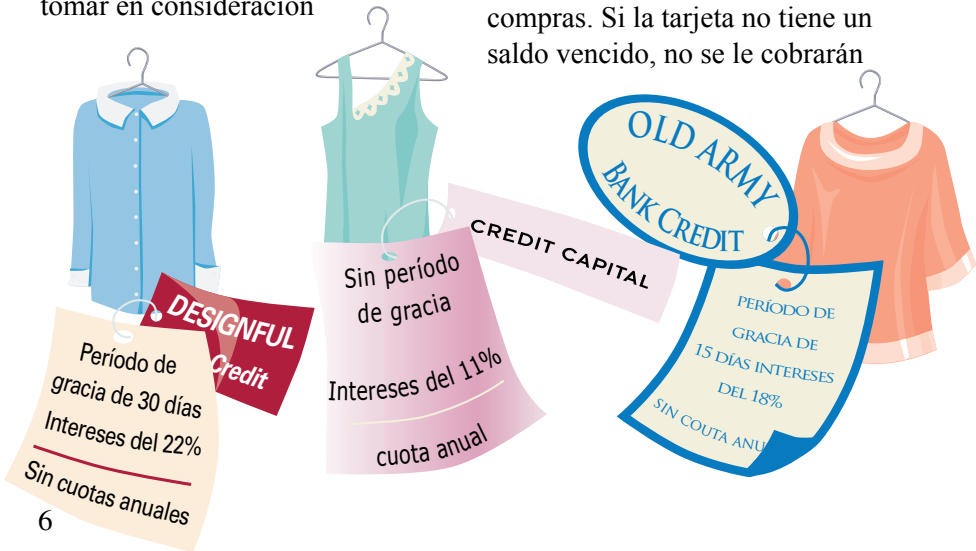 tomar en consideración
compras. Si la tarjeta no tiene un
saldo vencido, no se le cobrarán
DESIGNFUL
Credit
Período de
gracia de 30 días
Intereses del 22%
Sin cuotas anuales
CREDIT CAPITAL
Sin período
de gracia
Intereses del 11%
cuota anual
OLD ARMY
BANK CREDIT
PERÍODO DE
GRACIA DE
15 DÍAS INTERESES
DEL 18%
SIN COUTA ANU
6